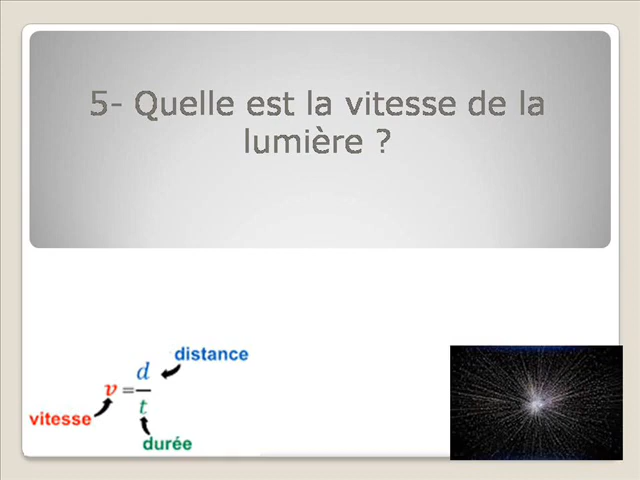 5- Quelle est la vitesse de la
lumière ?
distance
v = d/t
vitesse
durée